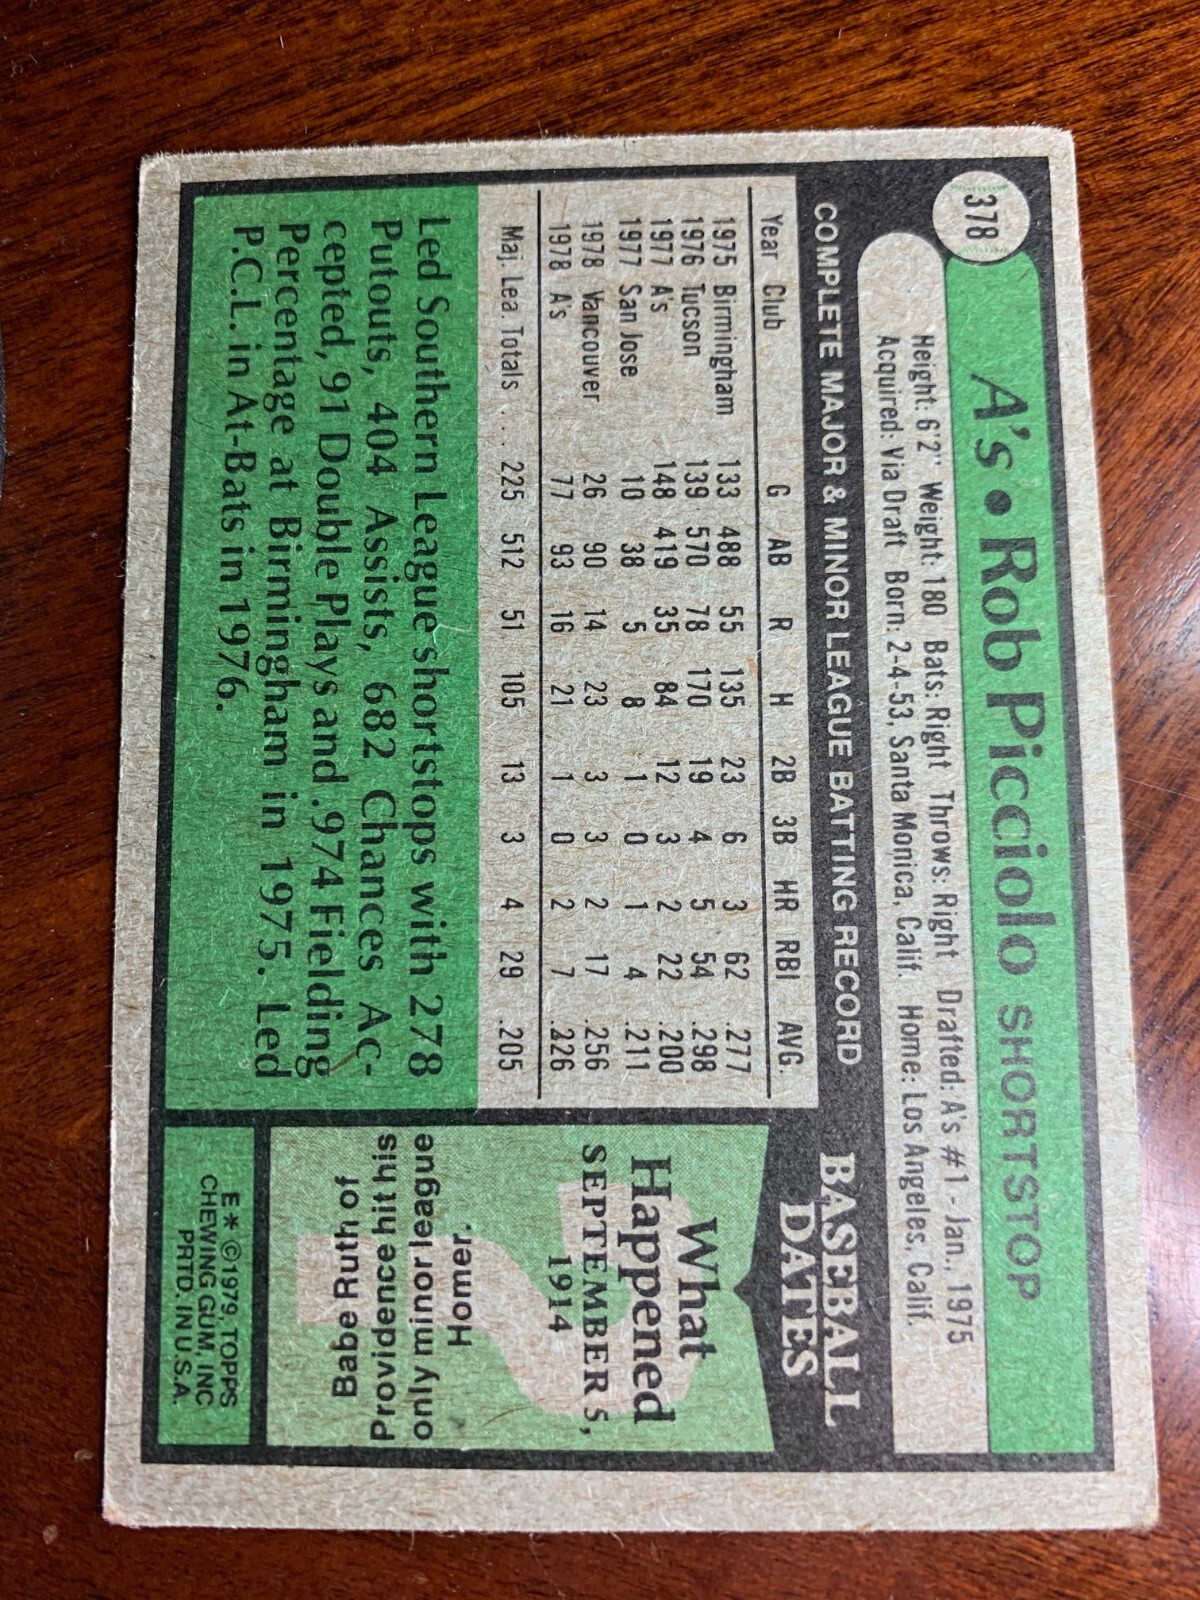 378
A's • Rob Picciolo SHORTSTOP
Height: 6'2" Weight: 180 Bats: Right Throws: Right Drafted: A's #1 - Jan., 1975
Acquired: Via Draft Born: 2-4-53, Santa Monica, Calif. Home: Los Angeles, Calif.
COMPLETE MAJOR & MINOR LEAGUE BATTING RECORD
Year Club G AB R H 2B 3B HR RBI AVG.
1975 Birmingham 133 488 55 135 23 6 3 62 .277
1976 Tucson 139 570 78 170 19 4 5 54 .298
1977 A's 148 419 35 84 12 3 2 22 .200
1977 San Jose 10 38 5 8 1 0 1 4 .211
1978 Vancouver 26 90 14 23 3 3 2 17 .256
1978 A's 77 93 16 21 1 0 2 7 .226
Maj. Lea Totals . . . 225 512 51 105 13 3 4 29 .205
Led Southern League shortstops with 278
Putouts, 404 Assists, 682 Chances Ac-
cepted, 91 Double Plays and .974 Fielding
Percentage at Birmingham in 1975. Led
P.C.L. in At-Bats in 1976.
BASEBALL
DATES
What
Happened
SEPTEMBER 5,
1914
Babe Ruth of
Providence hit his
only minor league
Homer.
E * © 1979, TOPPS
CHEWING GUM, INC
PRTD. IN U.S.A.